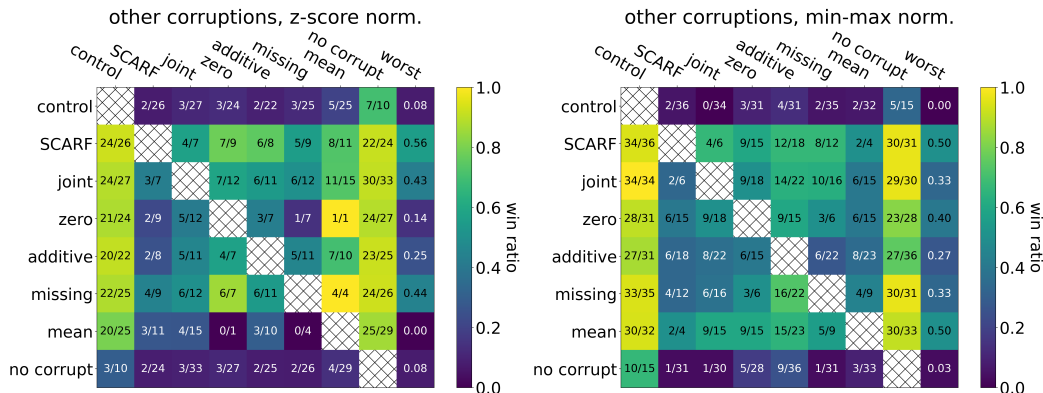 other corruptions, z-score norm.
control SCARF joint zero additive missing mean no corrupt worst
control 2/26 3/27 3/24 2/22 3/25 5/25 7/10 0.08
SCARF 24/26 4/7 7/9 6/8 5/9 8/11 22/24 0.56
joint 24/27 3/7 7/12 6/11 6/12 11/15 30/33 0.43
zero 21/24 2/9 5/12 3/7 1/7 1/1 24/27 0.14
additive 20/22 2/8 5/11 4/7 5/11 7/10 23/25 0.25
missing 22/25 4/9 6/12 6/7 6/11 4/4 24/26 0.44
mean 20/25 3/11 4/15 0/1 3/10 0/4 25/29 0.00
no corrupt 3/10 2/24 3/33 3/27 2/25 2/26 4/29 0.08
1.0
0.8
0.6
0.4
0.2
0.0
win ratio
other corruptions, min-max norm.
control SCARF joint zero additive missing mean no corrupt worst
control 2/36 0/34 3/31 4/31 2/35 2/32 5/15 0.00
SCARF 34/36 4/6 9/15 12/18 8/12 2/4 30/31 0.50
joint 34/34 2/6 9/18 14/22 10/16 6/15 29/30 0.33
zero 28/31 6/15 9/18 9/15 3/6 6/15 23/28 0.40
additive 27/31 6/18 8/22 6/15 6/22 8/23 27/36 0.27
missing 33/35 4/12 6/16 3/6 16/22 4/9 30/31 0.33
mean 30/32 2/4 9/15 9/15 15/23 5/9 30/33 0.50
no corrupt 10/15 1/31 1/30 5/28 9/36 1/31 3/33 0.03
1.0
0.8
0.6
0.4
0.2
0.0
win ratio